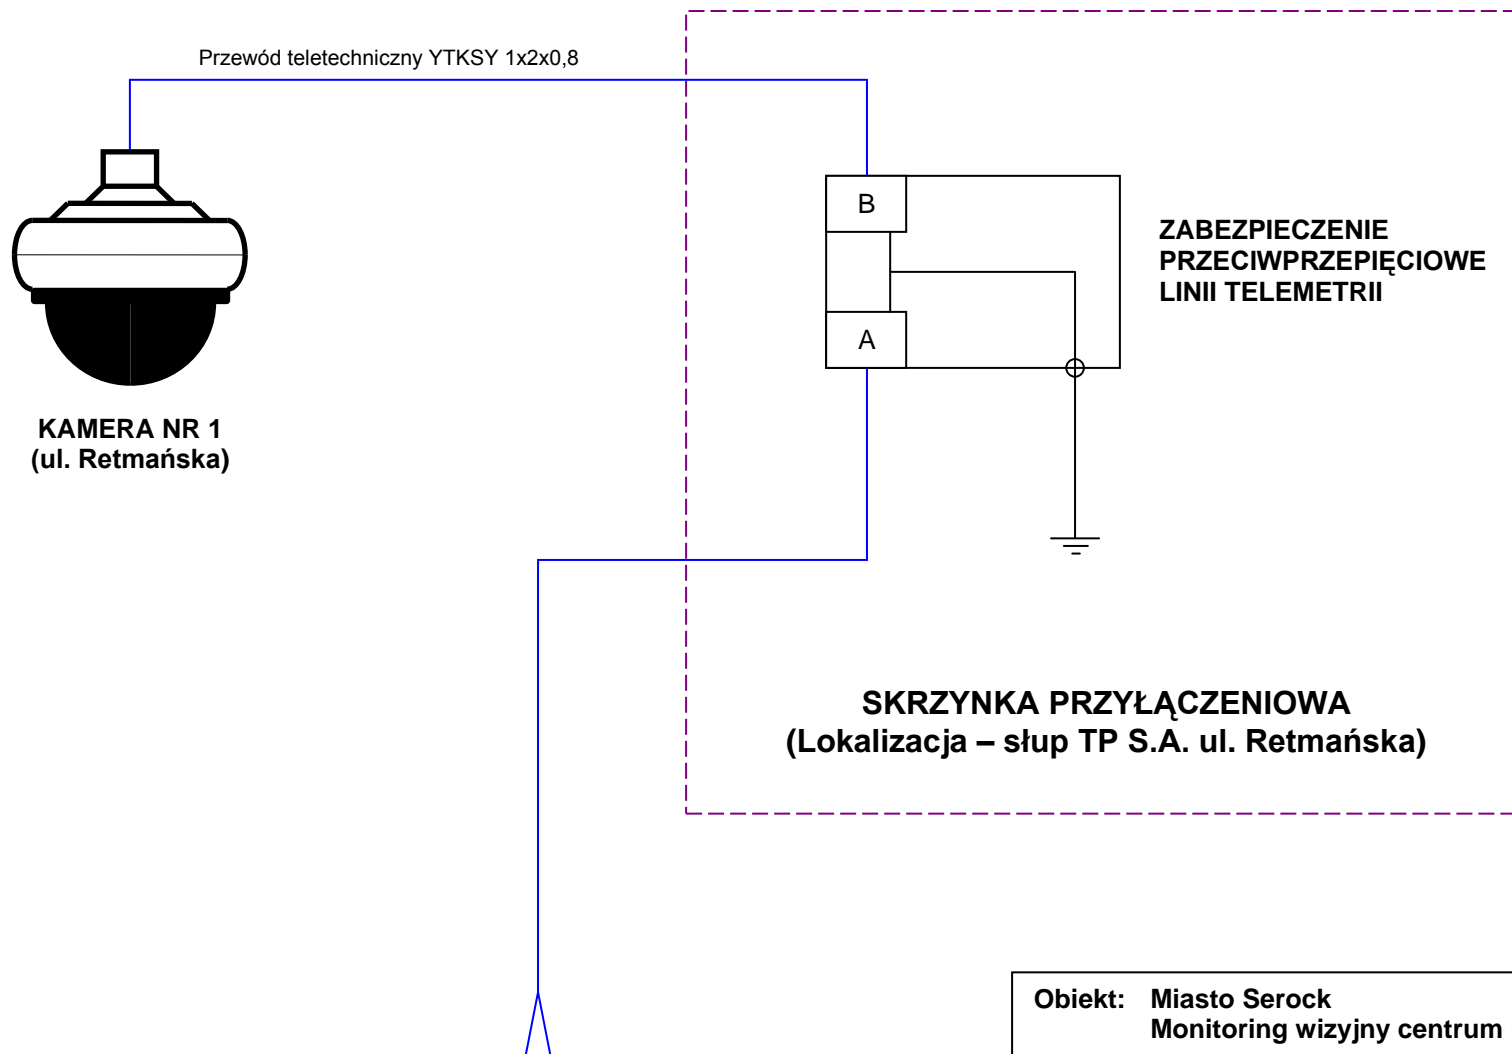 Przewód teletechniczny YTKSY 1x2x0,8
B
ZABEZPIECZENIE
PRZECIWPRZEPIĘCIOWE
LINII TELEMETRII
A
KAMERA NR 1
(ul. Retmańska)
SKRZYNKA PRZYŁĄCZENIOWA
(Lokalizacja – słup TP S.A. ul. Retmańska)
Obiekt: Miasto Serock
Monitoring wizyjny centrum